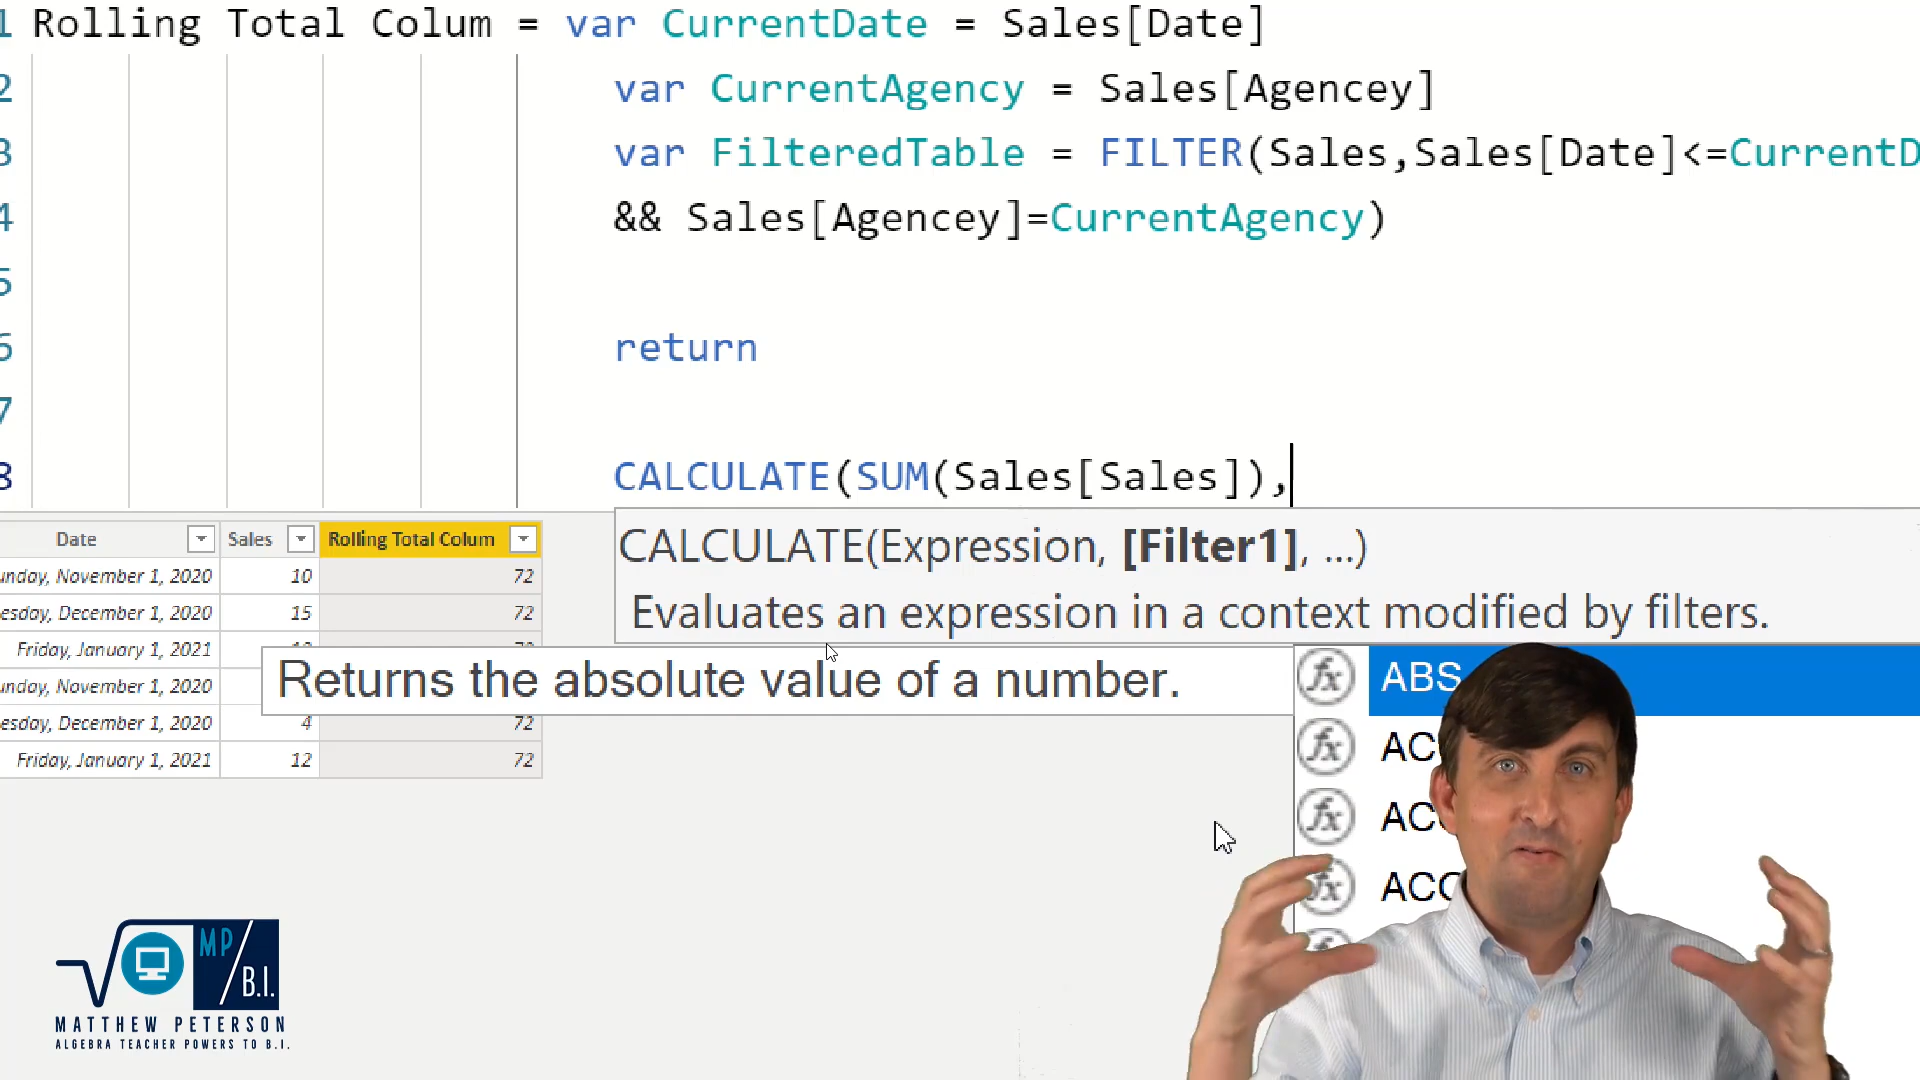 1 Rolling Total Colum = var CurrentDate = Sales[Date]
2 var CurrentAgency = Sales[Agencey]
3 var FilteredTable = FILTER(Sales,Sales[Date]<=CurrentD
4 && Sales[Agencey]=CurrentAgency)
5
6 return
7
8 CALCULATE(SUM(Sales[Sales]),
CALCULATE(Expression, [Filter1], ...)
Evaluates an expression in a context modified by filters.
Date Sales Rolling Total Colum
unday, November 1, 2020 10 72
esday, December 1, 2020 15 72
Friday, January 1, 2021
unday, November 1, 2020
esday, December 1, 2020 4 72
Friday, January 1, 2021 12 72
Returns the absolute value of a number.
fx ABS
fx AC
fx AC
fx ACC
MP
B.I.
MATTHEW PETERSON
ALGEBRA TEACHER POWERS TO B.I.